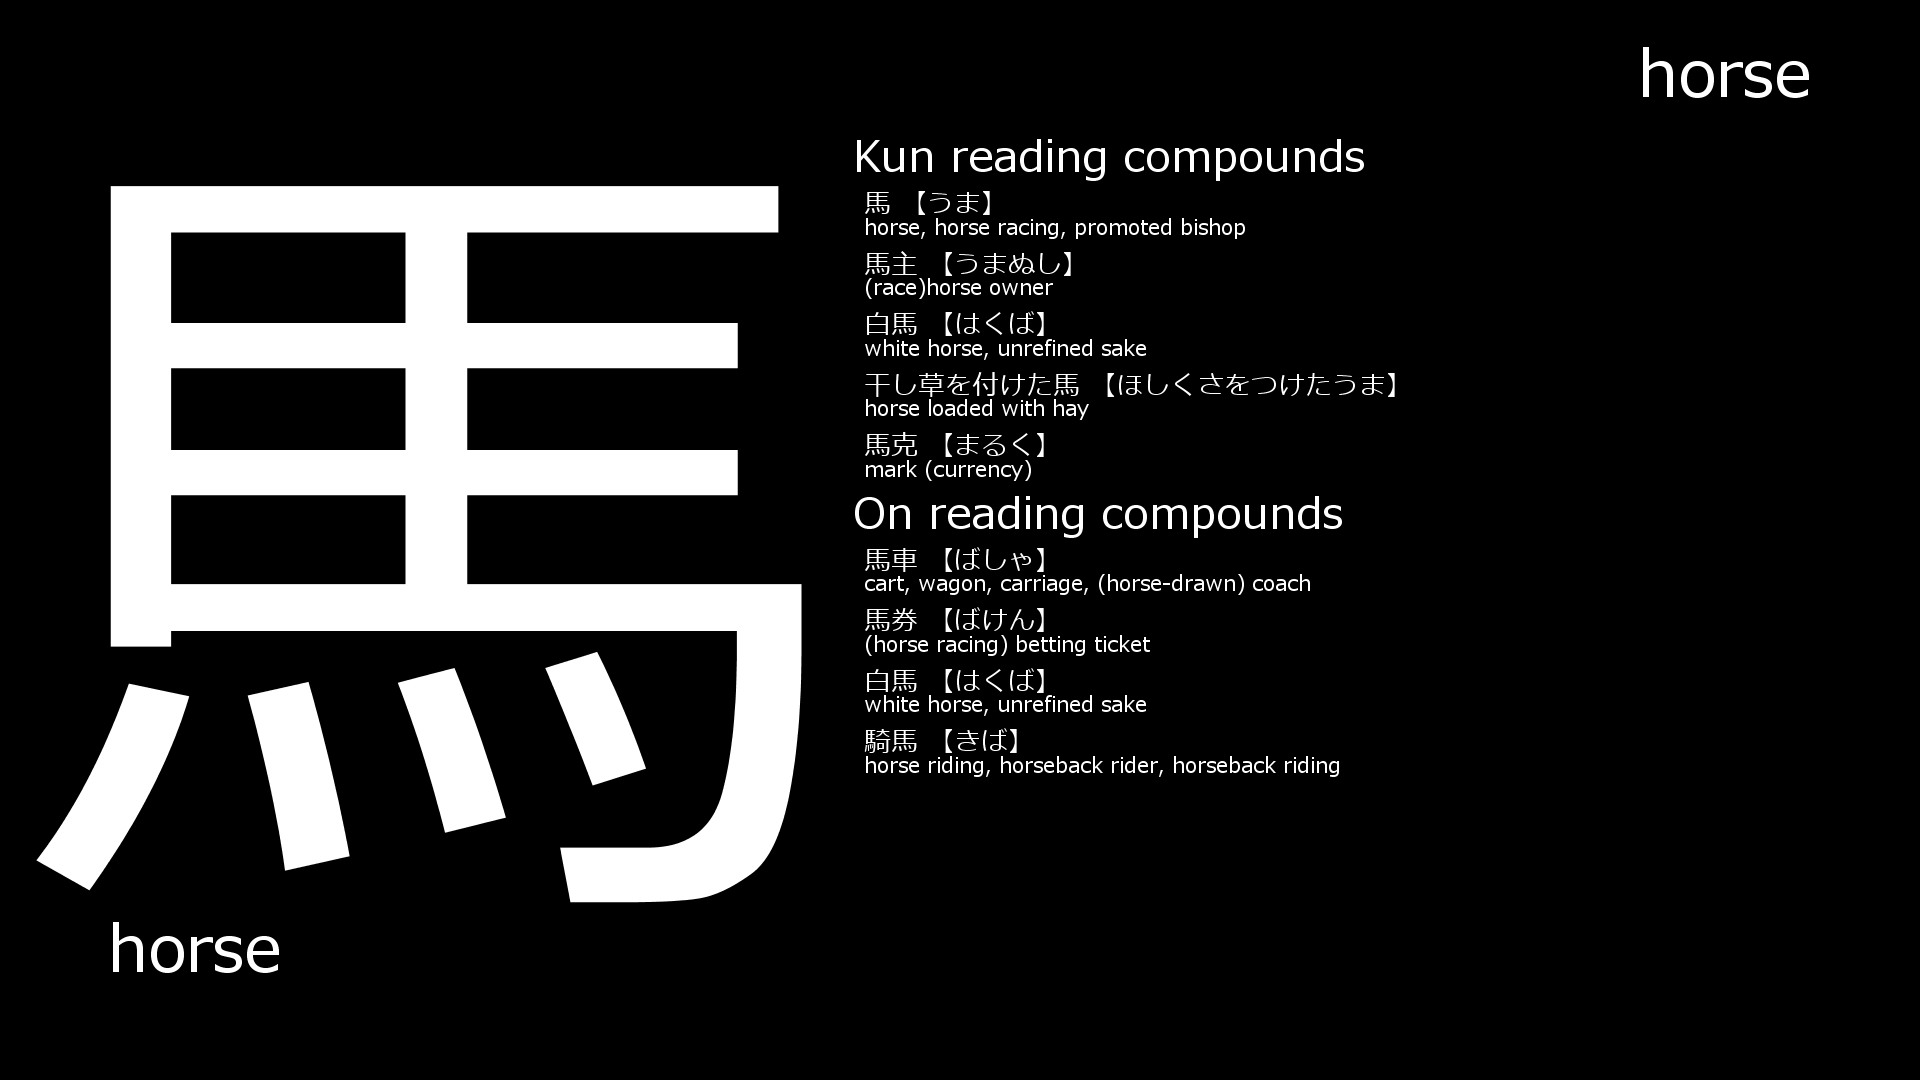 horse
馬
Kun reading compounds
馬 【うま】
horse, horse racing, promoted bishop
馬主 【うまぬし】
(race)horse owner
白馬 【はくば】
white horse, unrefined sake
干し草を付けた馬 【ほしくさをつけたうま】
horse loaded with hay
馬克 【まるく】
mark (currency)
On reading compounds
馬車 【ばしゃ】
cart, wagon, carriage, (horse-drawn) coach
馬券 【ばけん】
(horse racing) betting ticket
白馬 【はくば】
white horse, unrefined sake
騎馬 【きば】
horse riding, horseback rider, horseback riding
horse